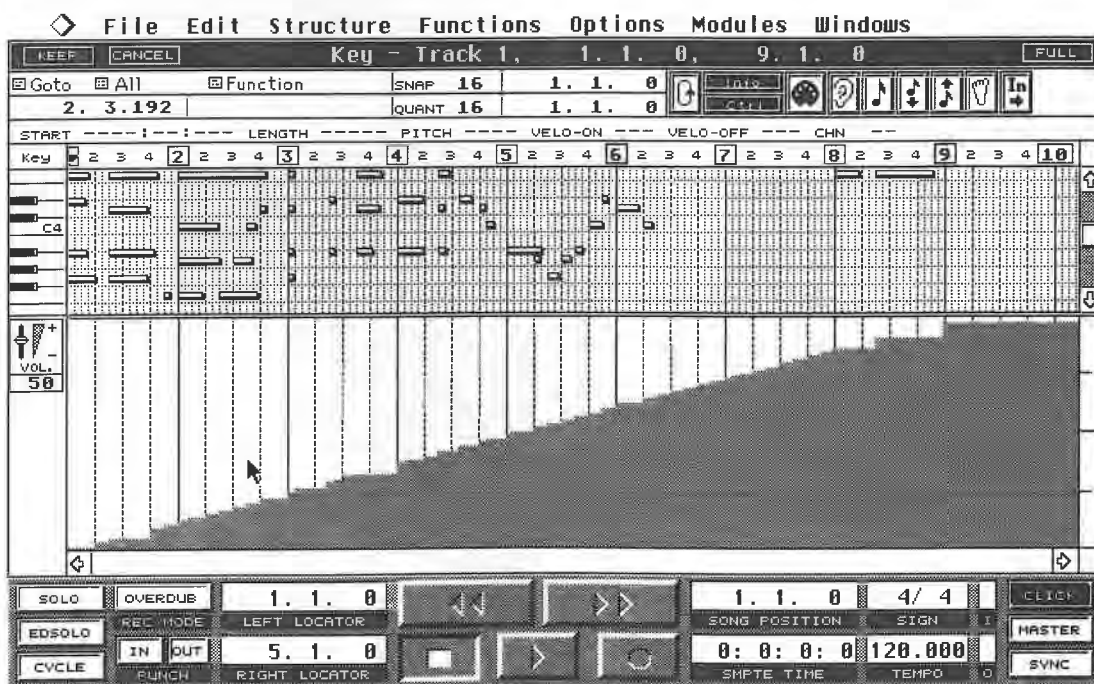 File Edit Structure Functions Options Modules Windows
KEEP CANCEL Key - Track 1, 1. 1. 0, 9. 1. 0 FULL
Goto All Function SNAP 16 1. 1. 0
2. 3.192 QUANT 16 1. 1. 0 In
START -----:--:---- LENGTH ----- PITCH ---- VELO-ON --- VELO-OFF ---- CHN --
Key 2 3 4 2 2 3 4 3 2 3 4 4 2 3 4 5 2 3 4 6 2 3 4 7 2 3 4 8 2 3 4 9 2 3 4 10
C4
+
-
VOL.
50
SOLO OVERDUB 1. 1. 0 1. 1. 0 4/ 4 CLICK
REC MODE LEFT LOCATOR SONG POSITION SIGN I
EDSOLO MASTER
IN OUT 5. 1. 0 0: 0: 0: 0 120.000
CYCLE SYNC
PUNCH RIGHT LOCATOR SMPTE TIME TEMPO O